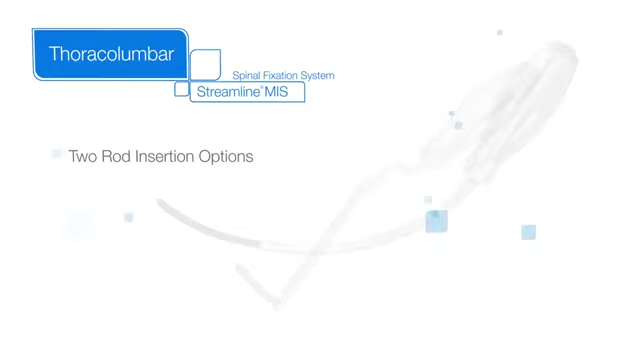 Thoracolumbar
Spinal Fixation System
Streamline® MIS
Two Rod Insertion Options